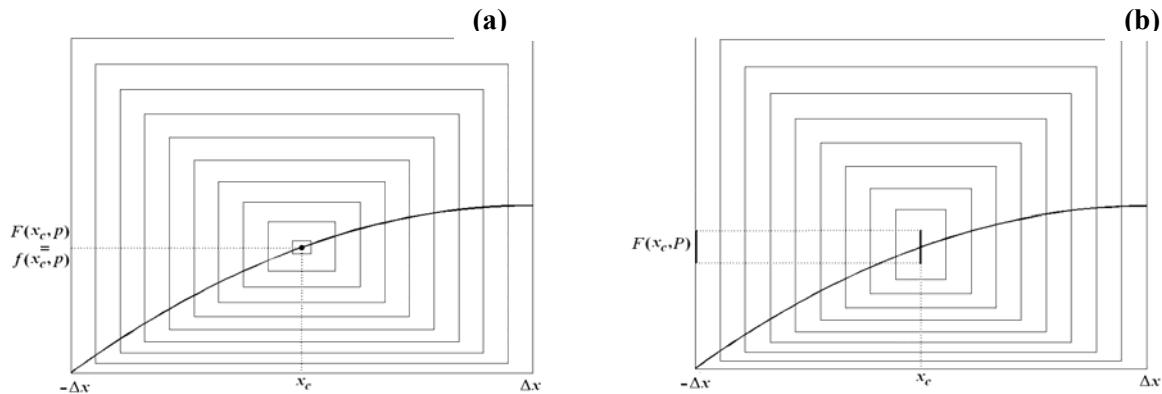 (a)
F(x_c, p)
=
f(x_c, p)
-Δx
x_c
Δx
(b)
F(x_c, P)
-Δx
x_c
Δx